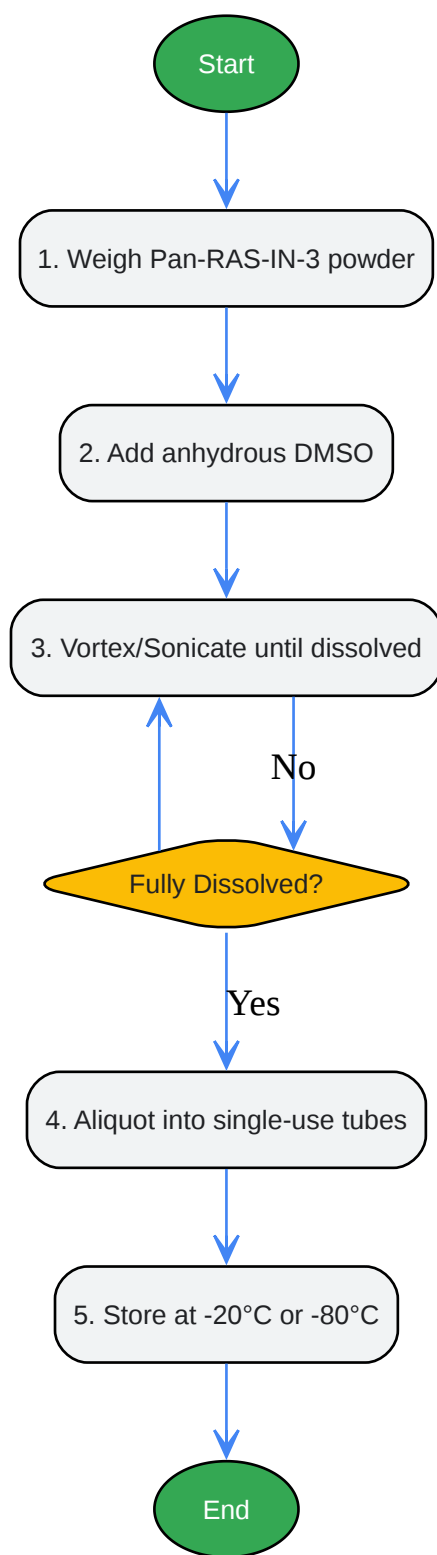 Start
1. Weigh Pan-RAS-IN-3 powder
2. Add anhydrous DMSO
3. Vortex/Sonicate until dissolved
No
Fully Dissolved?
Yes
4. Aliquot into single-use tubes
5. Store at -20°C or -80°C
End